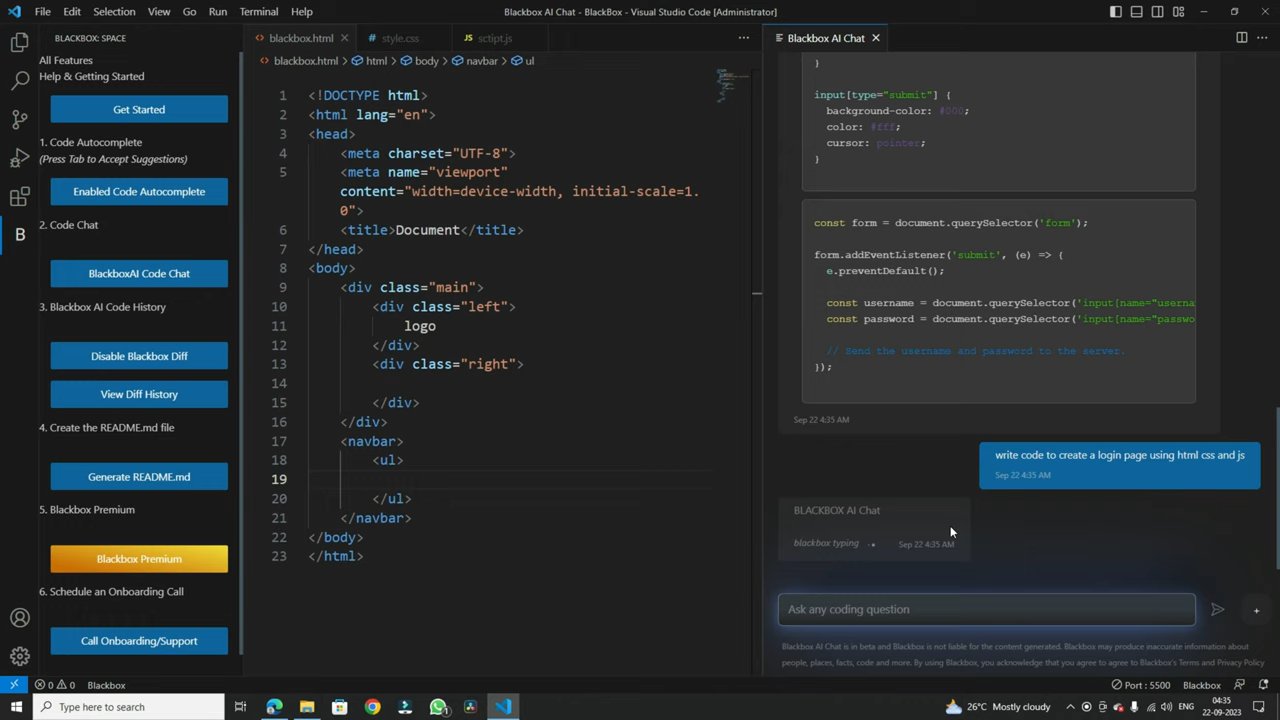 File Edit Selection View Go Run Terminal Help
Blackbox AI Chat - BlackBox - Visual Studio Code [Administrator]
BLACKBOX: SPACE
All Features
Help & Getting Started
Get Started
1. Code Autocomplete
(Press Tab to Accept Suggestions)
Enabled Code Autocomplete
2. Code Chat
BlackboxAI Code Chat
3. Blackbox AI Code History
Disable Blackbox Diff
View Diff History
4. Create the README.md file
Generate README.md
5. Blackbox Premium
Blackbox Premium
6. Schedule an Onboarding Call
Call Onboarding/Support
blackbox.html
style.css
sctipt.js
blackbox.html > html > body > navbar > ul
1 <!DOCTYPE html>
2 <html lang="en">
3 <head>
4 <meta charset="UTF-8">
5 <meta name="viewport"
content="width=device-width, initial-scale=1.
0">
6 <title>Document</title>
7 </head>
8 <body>
9 <div class="main">
10 <div class="left">
11 logo
12 </div>
13 <div class="right">
14
15 </div>
16 </div>
17 <navbar>
18 <ul>
19
20 </ul>
21 </navbar>
22 </body>
23 </html>
Blackbox AI Chat
}
input[type="submit"] {
background-color: #000;
color: #fff;
cursor: pointer;
}
const form = document.querySelector('form');
form.addEventListener('submit', (e) => {
e.preventDefault();
const username = document.querySelector('input[name="userna
const password = document.querySelector('input[name="passwo
// Send the username and password to the server.
});
Sep 22 4:35 AM
write code to create a login page using html css and js
Sep 22 4:35 AM
BLACKBOX AI Chat
blackbox typing
Sep 22 4:35 AM
Ask any coding question
+
Blackbox AI Chat is in beta and Blackbox is not liable for the content generated. Blackbox may produce inaccurate information about
people, places, facts, code and more. By using Blackbox, you acknowledge that you agree to agree to Blackbox's Terms and Privacy Policy
0 0 Blackbox
Port : 5500 Blackbox
Type here to search
1
26°C Mostly cloudy
ENG
04:35
22-09-2023